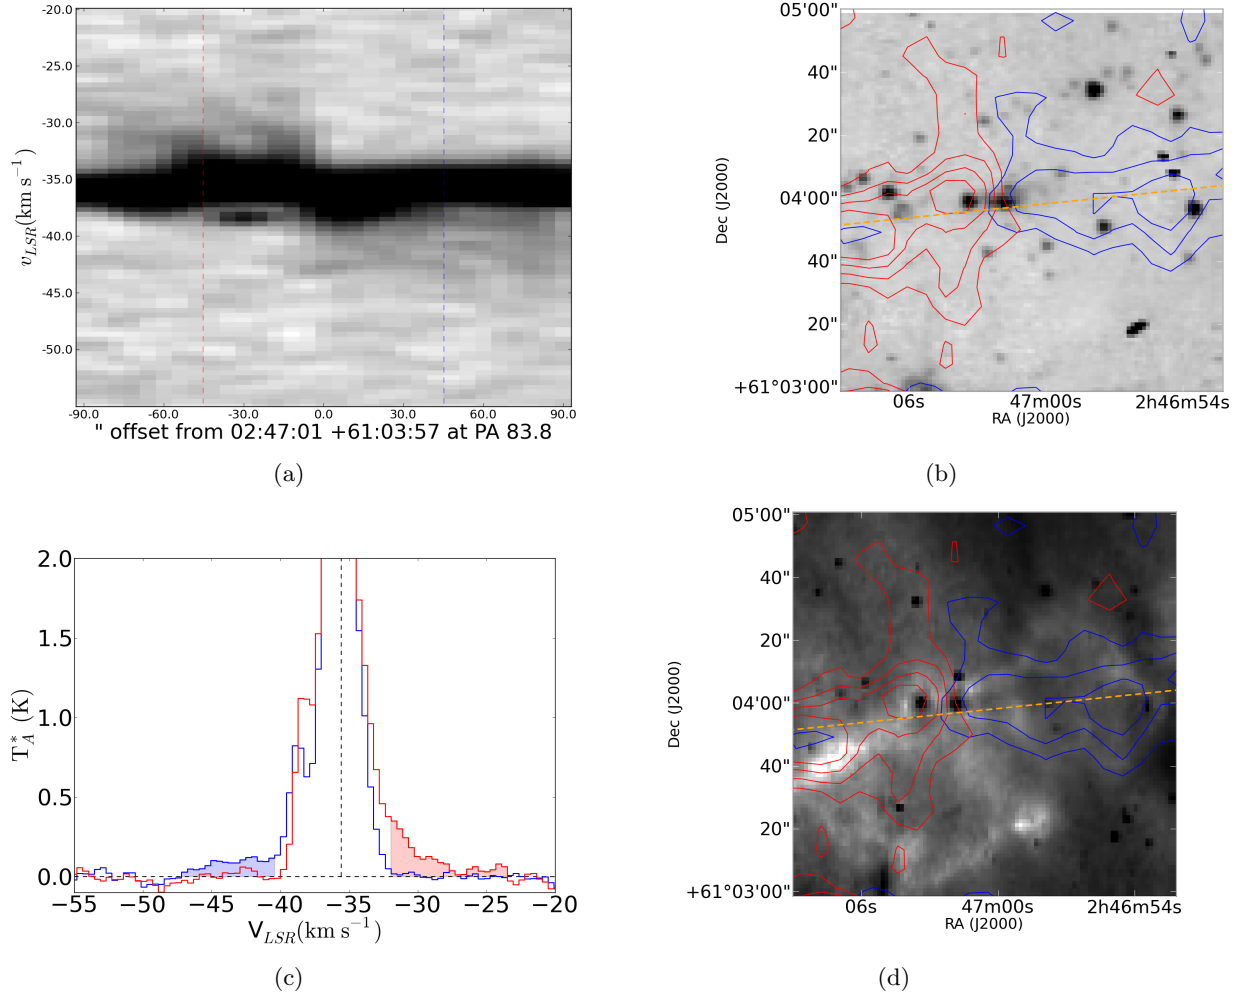 -20.0
-25.0
-30.0
-35.0
-40.0
-45.0
-50.0
v_LSR(km s⁻¹)
-90.0 -60.0 -30.0 0.0 30.0 60.0 90.0
" offset from 02:47:01 +61:03:57 at PA 83.8
(a)
05'00"
40"
20"
04'00"
40"
20"
+61°03'00"
Dec (J2000)
06s 47m00s 2h46m54s
RA (J2000)
(b)
2.0
1.5
1.0
0.5
0.0
T*_A (K)
−55 −50 −45 −40 −35 −30 −25 −20
V_LSR(km s⁻¹)
(c)
05'00"
40"
20"
04'00"
40"
20"
+61°03'00"
Dec (J2000)
06s 47m00s 2h46m54s
RA (J2000)
(d)